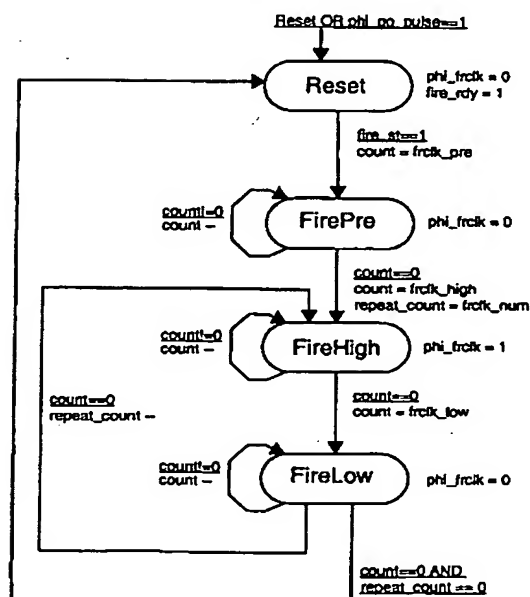 Reset OR phi_po_pulse==1
Reset
phi_frclk = 0
fire_rdy = 1
fire_st==1
count = frclk_pre
count!=0
count --
FirePre
phi_frclk = 0
count==0
count = frclk_high
repeat_count = frclk_num
count!=0
count --
FireHigh
phi_frclk = 1
count==0
repeat_count --
count==0
count = frclk_low
count!=0
count --
FireLow
phi_frclk = 0
count==0 AND
repeat_count == 0